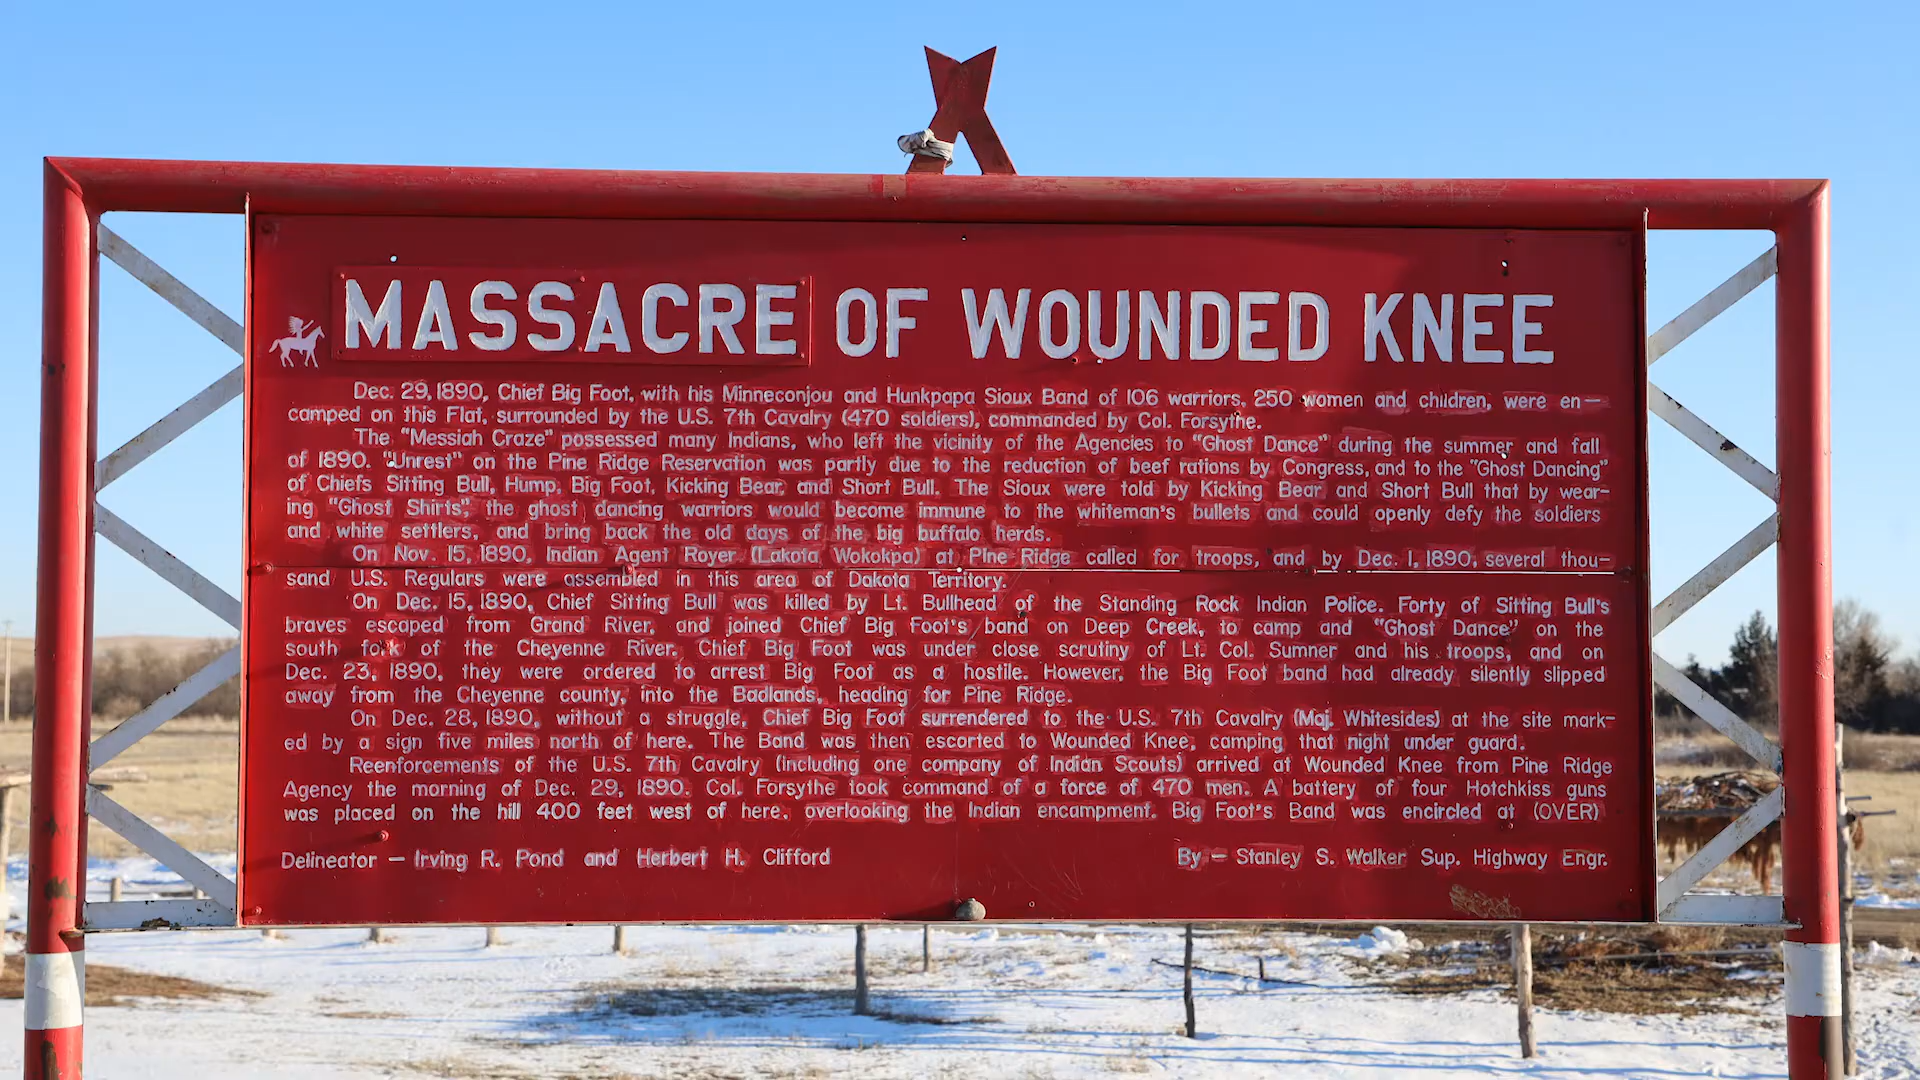 MASSACRE OF WOUNDED KNEE
Dec. 29, 1890, Chief Big Foot, with his Minneconjou and Hunkpapa Sioux Band of 106 warriors, 250 women and children, were en-
camped on this Flat, surrounded by the U.S. 7th Cavalry (470 soldiers), commanded by Col. Forsythe.
The "Messiah Craze" possessed many Indians, who left the vicinity of the Agencies to "Ghost Dance" during the summer and fall
of 1890. "Unrest" on the Pine Ridge Reservation was partly due to the reduction of beef rations by Congress, and to the "Ghost Dancing"
of Chiefs Sitting Bull, Hump, Big Foot, Kicking Bear, and Short Bull. The Sioux were told by Kicking Bear and Short Bull that by wear-
ing "Ghost Shirts", the ghost dancing warriors would become immune to the whiteman's bullets and could openly defy the soldiers
and white settlers, and bring back the old days of the big buffalo herds.
On Nov. 15, 1890, Indian Agent Royer (Lakota Wokokpa) at Pine Ridge called for troops, and by Dec. 1, 1890, several thou-
sand U.S. Regulars were assembled in this area of Dakota Territory.
On Dec. 15, 1890, Chief Sitting Bull was killed by Lt. Bullhead of the Standing Rock Indian Police. Forty of Sitting Bull's
braves escaped from Grand River, and joined Chief Big Foot's band on Deep Creek, to camp and "Ghost Dance" on the
south fork of the Cheyenne River. Chief Big Foot was under close scrutiny of Lt. Col. Sumner and his troops, and on
Dec. 23, 1890, they were ordered to arrest Big Foot as a hostile. However, the Big Foot band had already silently slipped
away from the Cheyenne county, into the Badlands, heading for Pine Ridge.
On Dec. 28, 1890, without a struggle, Chief Big Foot surrendered to the U.S. 7th Cavalry (Maj. Whitesides) at the site mark-
ed by a sign five miles north of here. The Band was then escorted to Wounded Knee, camping that night under guard.
Reenforcements of the U.S. 7th Cavalry (including one company of Indian Scouts) arrived at Wounded Knee from Pine Ridge
Agency the morning of Dec. 29, 1890. Col. Forsythe took command of a force of 470 men. A battery of four Hotchkiss guns
was placed on the hill 400 feet west of here, overlooking the Indian encampment. Big Foot's Band was encircled at (OVER)
Delineator - Irving R. Pond and Herbert H. Clifford
By - Stanley S. Walker Sup. Highway Engr.